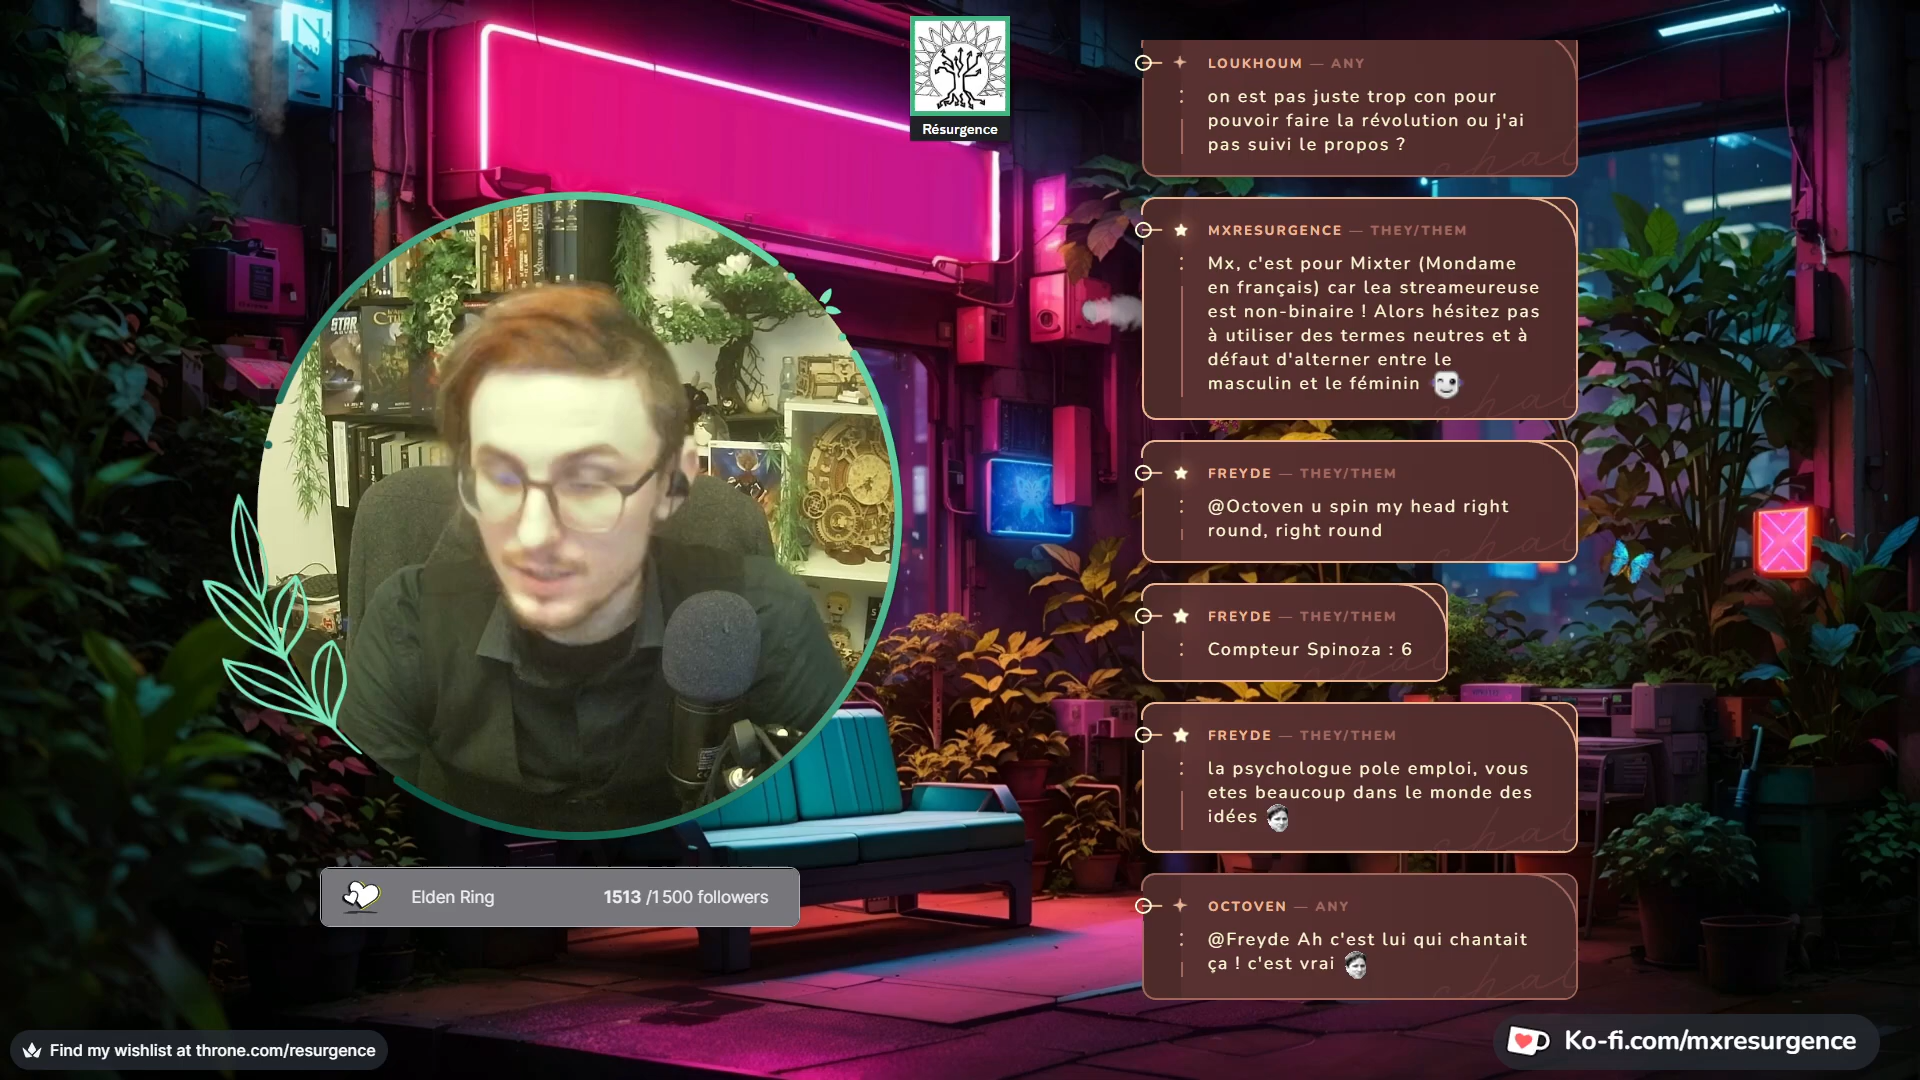 Résurgence
LOUKHOUM — ANY
on est pas juste trop con pour
pouvoir faire la révolution ou j'ai
pas suivi le propos ?
MXRESURGENCE — THEY/THEM
Mx, c'est pour Mixter (Mondame
en français) car lea streameureuse
est non-binaire ! Alors hésitez pas
à utiliser des termes neutres et à
défaut d'alterner entre le
masculin et le féminin
FREYDE — THEY/THEM
@Octoven u spin my head right
round, right round
FREYDE — THEY/THEM
Compteur Spinoza : 6
FREYDE — THEY/THEM
la psychologue pole emploi, vous
etes beaucoup dans le monde des
idées
OCTOVEN — ANY
@Freyde Ah c'est lui qui chantait
ça ! c'est vrai
Elden Ring 1513 /1500 followers
Find my wishlist at throne.com/resurgence
Ko-fi.com/mxresurgence